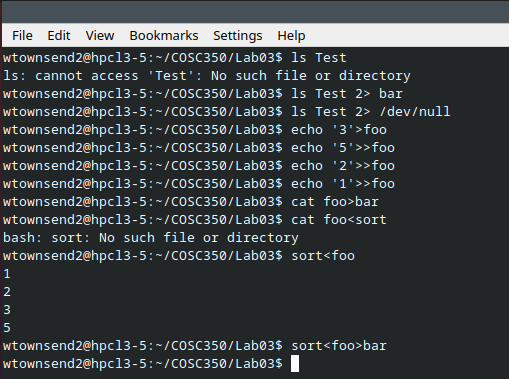 File Edit View Bookmarks Settings Help
wtownsend2@hpcl3-5:~/COSC350/Lab03$ ls Test
ls: cannot access 'Test': No such file or directory
wtownsend2@hpcl3-5:~/COSC350/Lab03$ ls Test 2> bar
wtownsend2@hpcl3-5:~/COSC350/Lab03$ ls Test 2> /dev/null
wtownsend2@hpcl3-5:~/COSC350/Lab03$ echo '3'>foo
wtownsend2@hpcl3-5:~/COSC350/Lab03$ echo '5'>>foo
wtownsend2@hpcl3-5:~/COSC350/Lab03$ echo '2'>>foo
wtownsend2@hpcl3-5:~/COSC350/Lab03$ echo '1'>>foo
wtownsend2@hpcl3-5:~/COSC350/Lab03$ cat foo>bar
wtownsend2@hpcl3-5:~/COSC350/Lab03$ cat foo<sort
bash: sort: No such file or directory
wtownsend2@hpcl3-5:~/COSC350/Lab03$ sort<foo
1
2
3
5
wtownsend2@hpcl3-5:~/COSC350/Lab03$ sort<foo>bar
wtownsend2@hpcl3-5:~/COSC350/Lab03$